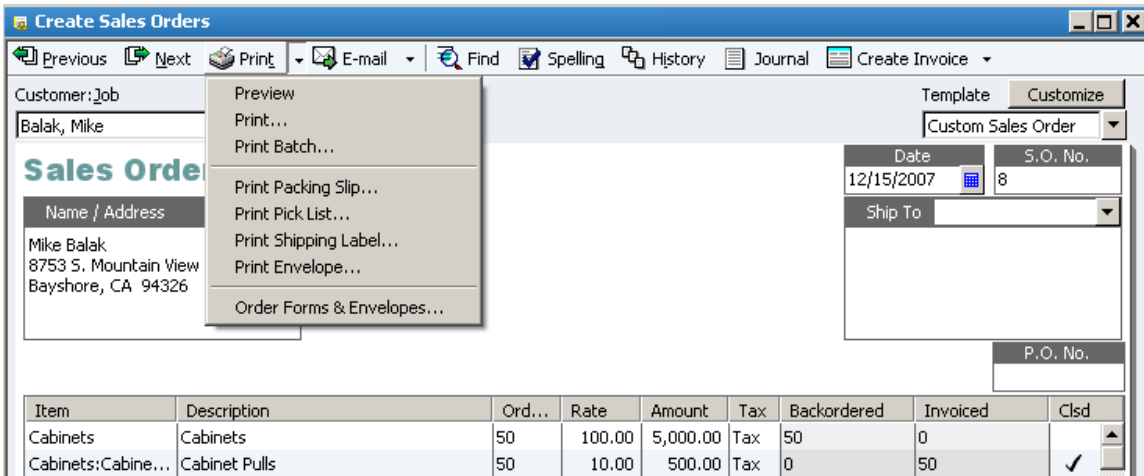 Create Sales Orders
Previous Next Print E-mail Find Spelling History Journal Create Invoice
Customer:Job
Template Customize
Balak, Mike
Custom Sales Order
Preview
Print...
Print Batch...
Print Packing Slip...
Print Pick List...
Print Shipping Label...
Print Envelope...
Order Forms & Envelopes...
Sales Order
Date S.O. No.
12/15/2007 8
Name / Address
Ship To
Mike Balak
8753 S. Mountain View
Bayshore, CA 94326
P.O. No.
Item Description Ord... Rate Amount Tax Backordered Invoiced Clsd
Cabinets Cabinets 50 100.00 5,000.00 Tax 50 0
Cabinets:Cabine... Cabinet Pulls 50 10.00 500.00 Tax 0 50 ✓